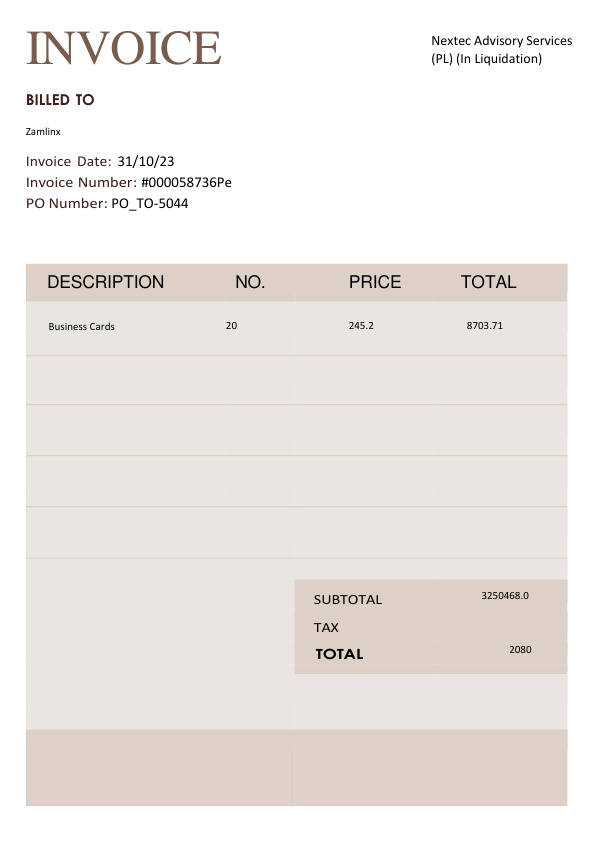 INVOICE
Nextec Advisory Services
(PL) (In Liquidation)
BILLED TO
Zamlinx
Invoice Date: 31/10/23
Invoice Number: #000058736Pe
PO Number: PO_TO-5044
DESCRIPTION NO. PRICE TOTAL
Business Cards 20 245.2 8703.71
SUBTOTAL 3250468.0
TAX
TOTAL 2080